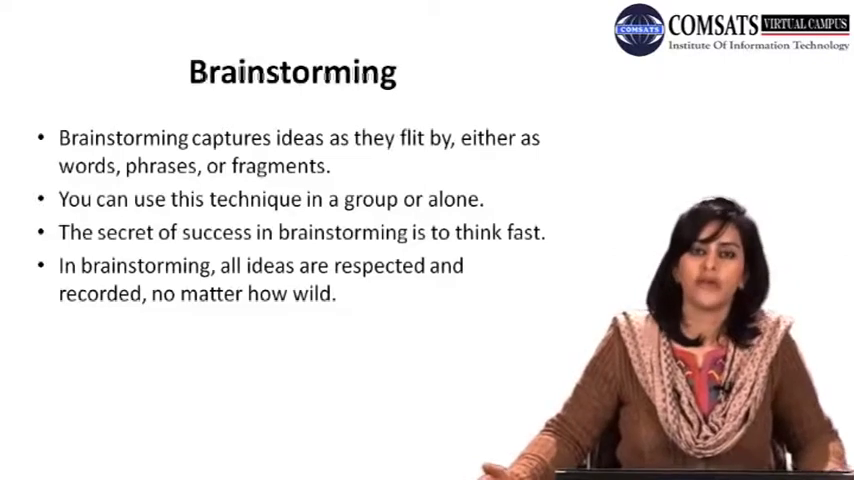 COMSATS VIRTUAL CAMPUS
Institute Of Information Technology
COMSATS
Brainstorming
• Brainstorming captures ideas as they flit by, either as
words, phrases, or fragments.
• You can use this technique in a group or alone.
• The secret of success in brainstorming is to think fast.
• In brainstorming, all ideas are respected and
recorded, no matter how wild.